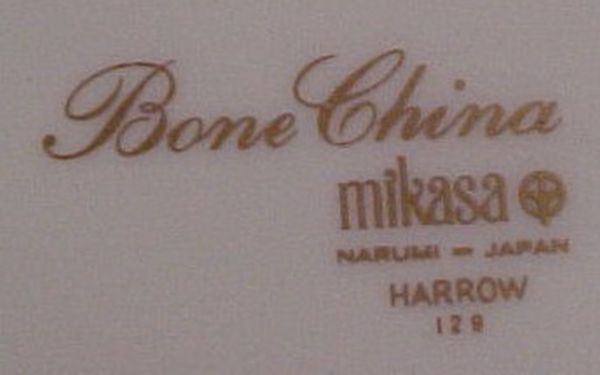 Bone China
mikasa
NARUMI - JAPAN
HARROW
129